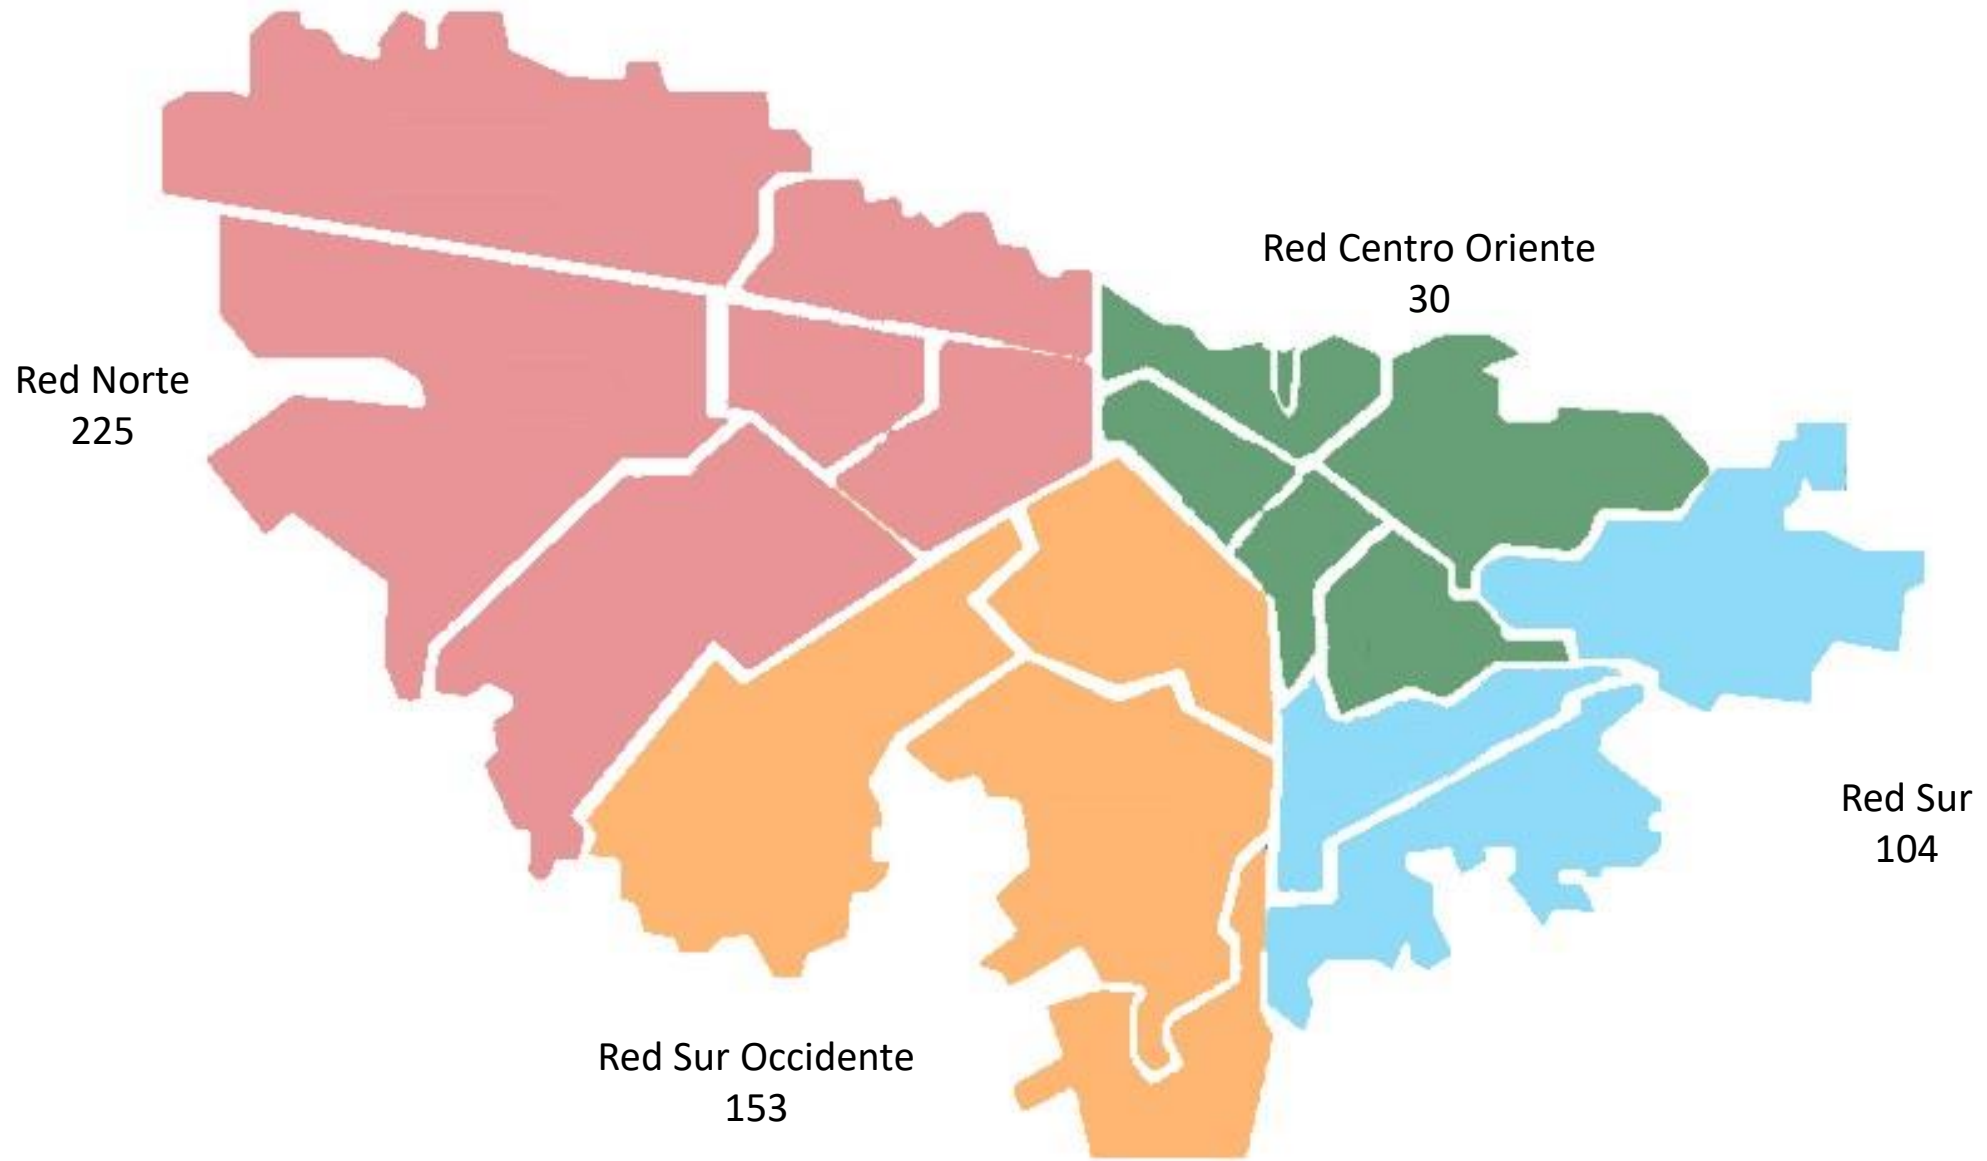 Red Centro Oriente
30
Red Norte
225
Red Sur
104
Red Sur Occidente
153